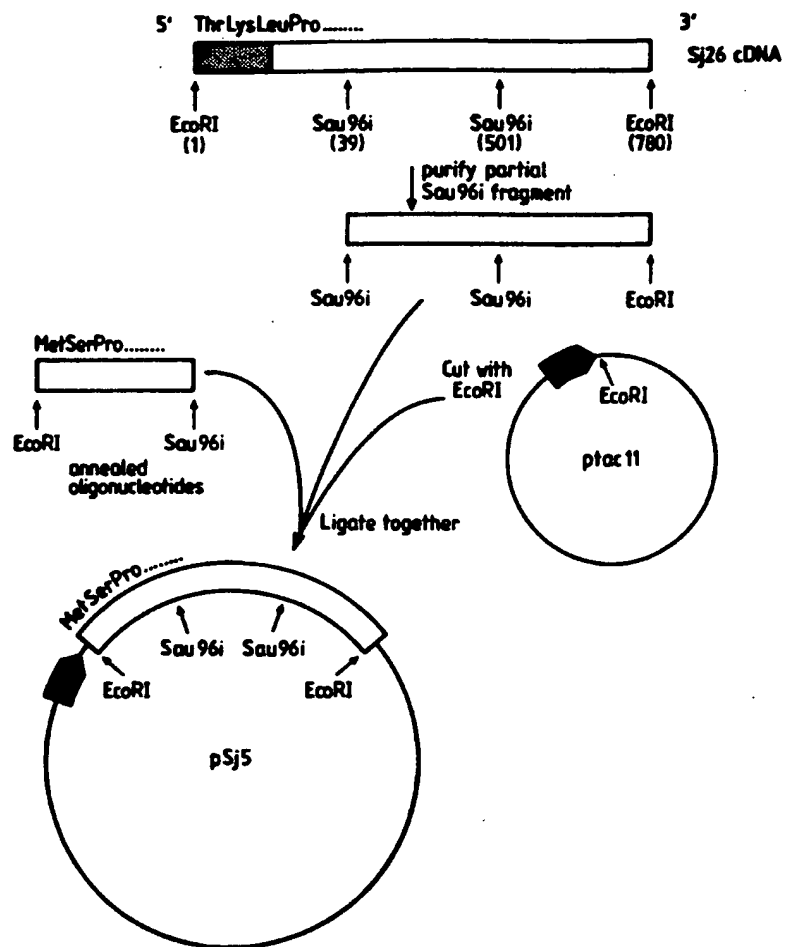 5' ThrLysLeuPro........ 3'
Sj26 cDNA
EcoRI Sau96i Sau96i EcoRI
(1) (39) (501) (780)
purify partial
Sau96i fragment
Sau96i Sau96i EcoRI
MetSerPro........
EcoRI Sau96i
annealed
oligonucleotides
Cut with
EcoRI
EcoRI
ptac11
Ligate together
MetSerPro........
Sau96i Sau96i
EcoRI EcoRI
pSj5